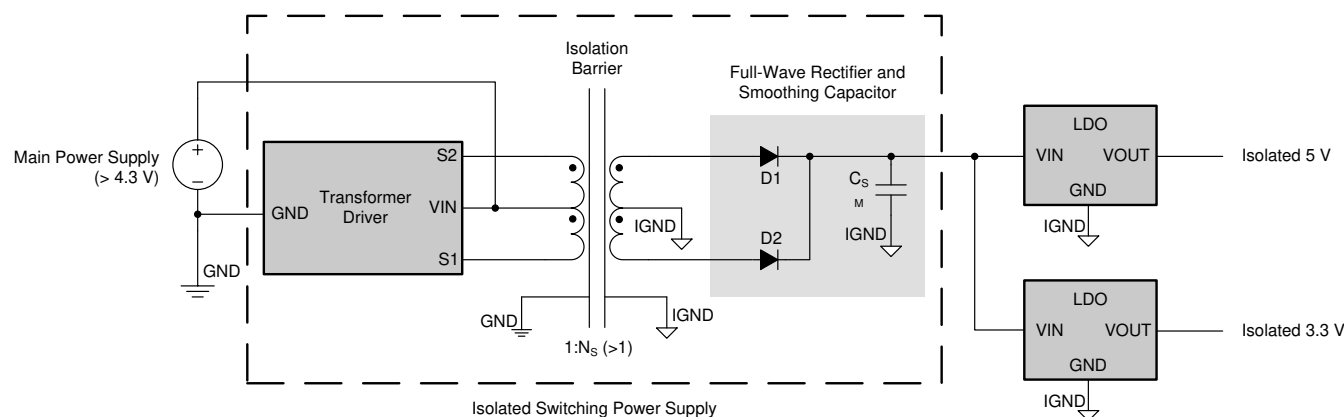 Isolation
Barrier
Full-Wave Rectifier and
Smoothing Capacitor
Main Power Supply
(> 4.3 V)
+
−
GND
GND
Transformer
Driver
S2
VIN
S1
IGND
D1
D2
CS
M
IGND
GND
IGND
1:NS (>1)
LDO
VIN
VOUT
GND
IGND
Isolated 5 V
LDO
VIN
VOUT
GND
IGND
Isolated 3.3 V
Isolated Switching Power Supply